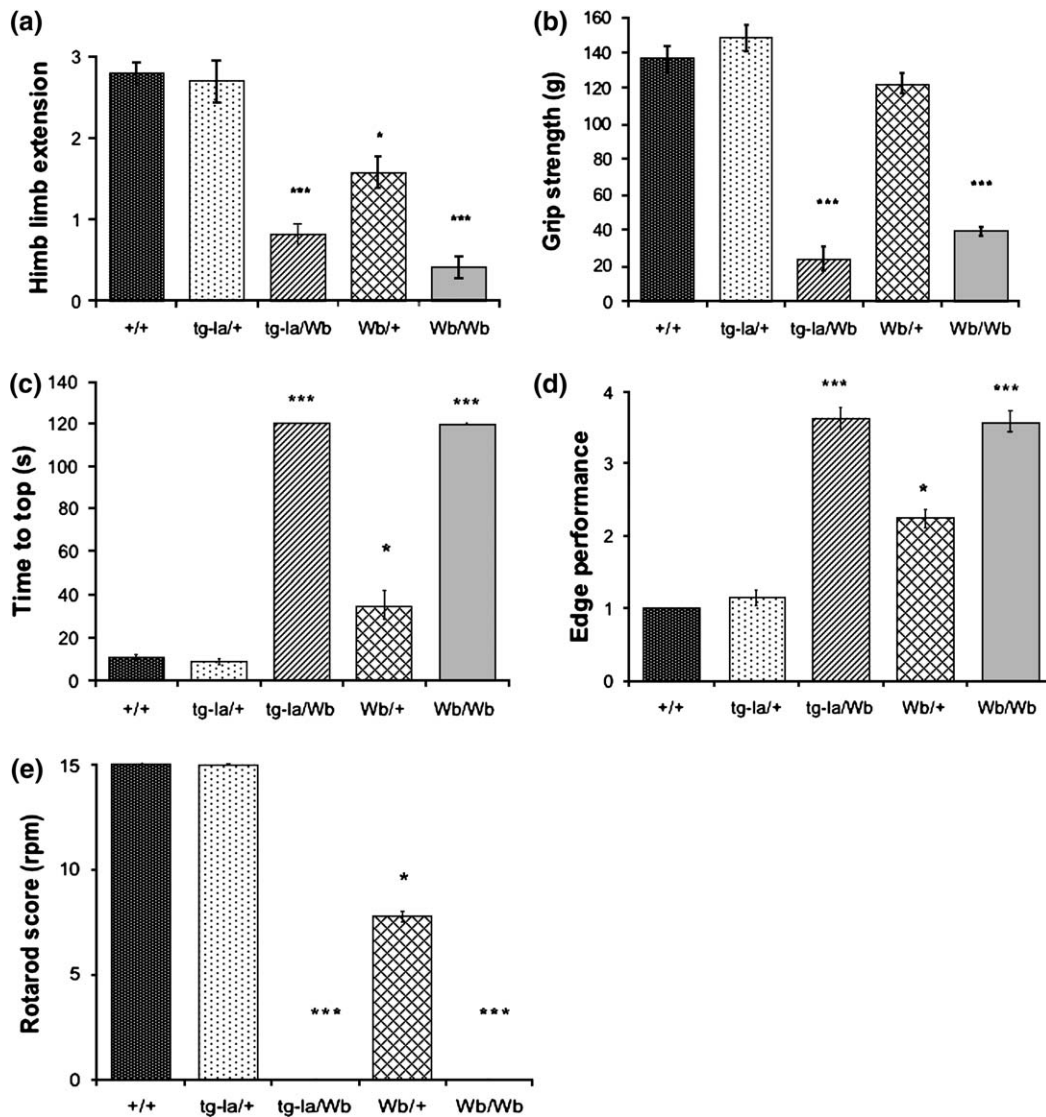 (a)
Himb limb extension
3
2
1
0
***
*
***
+/+ tg-la/+ tg-la/Wb Wb/+ Wb/Wb
(b)
Grip strength (g)
160
140
120
100
80
60
40
20
0
***
***
+/+ tg-la/+ tg-la/Wb Wb/+ Wb/Wb
(c)
Time to top (s)
140
120
100
80
60
40
20
0
***
*
***
+/+ tg-la/+ tg-la/Wb Wb/+ Wb/Wb
(d)
Edge performance
4
3
2
1
0
***
*
***
+/+ tg-la/+ tg-la/Wb Wb/+ Wb/Wb
(e)
Rotarod score (rpm)
15
10
5
0
***
*
***
+/+ tg-la/+ tg-la/Wb Wb/+ Wb/Wb